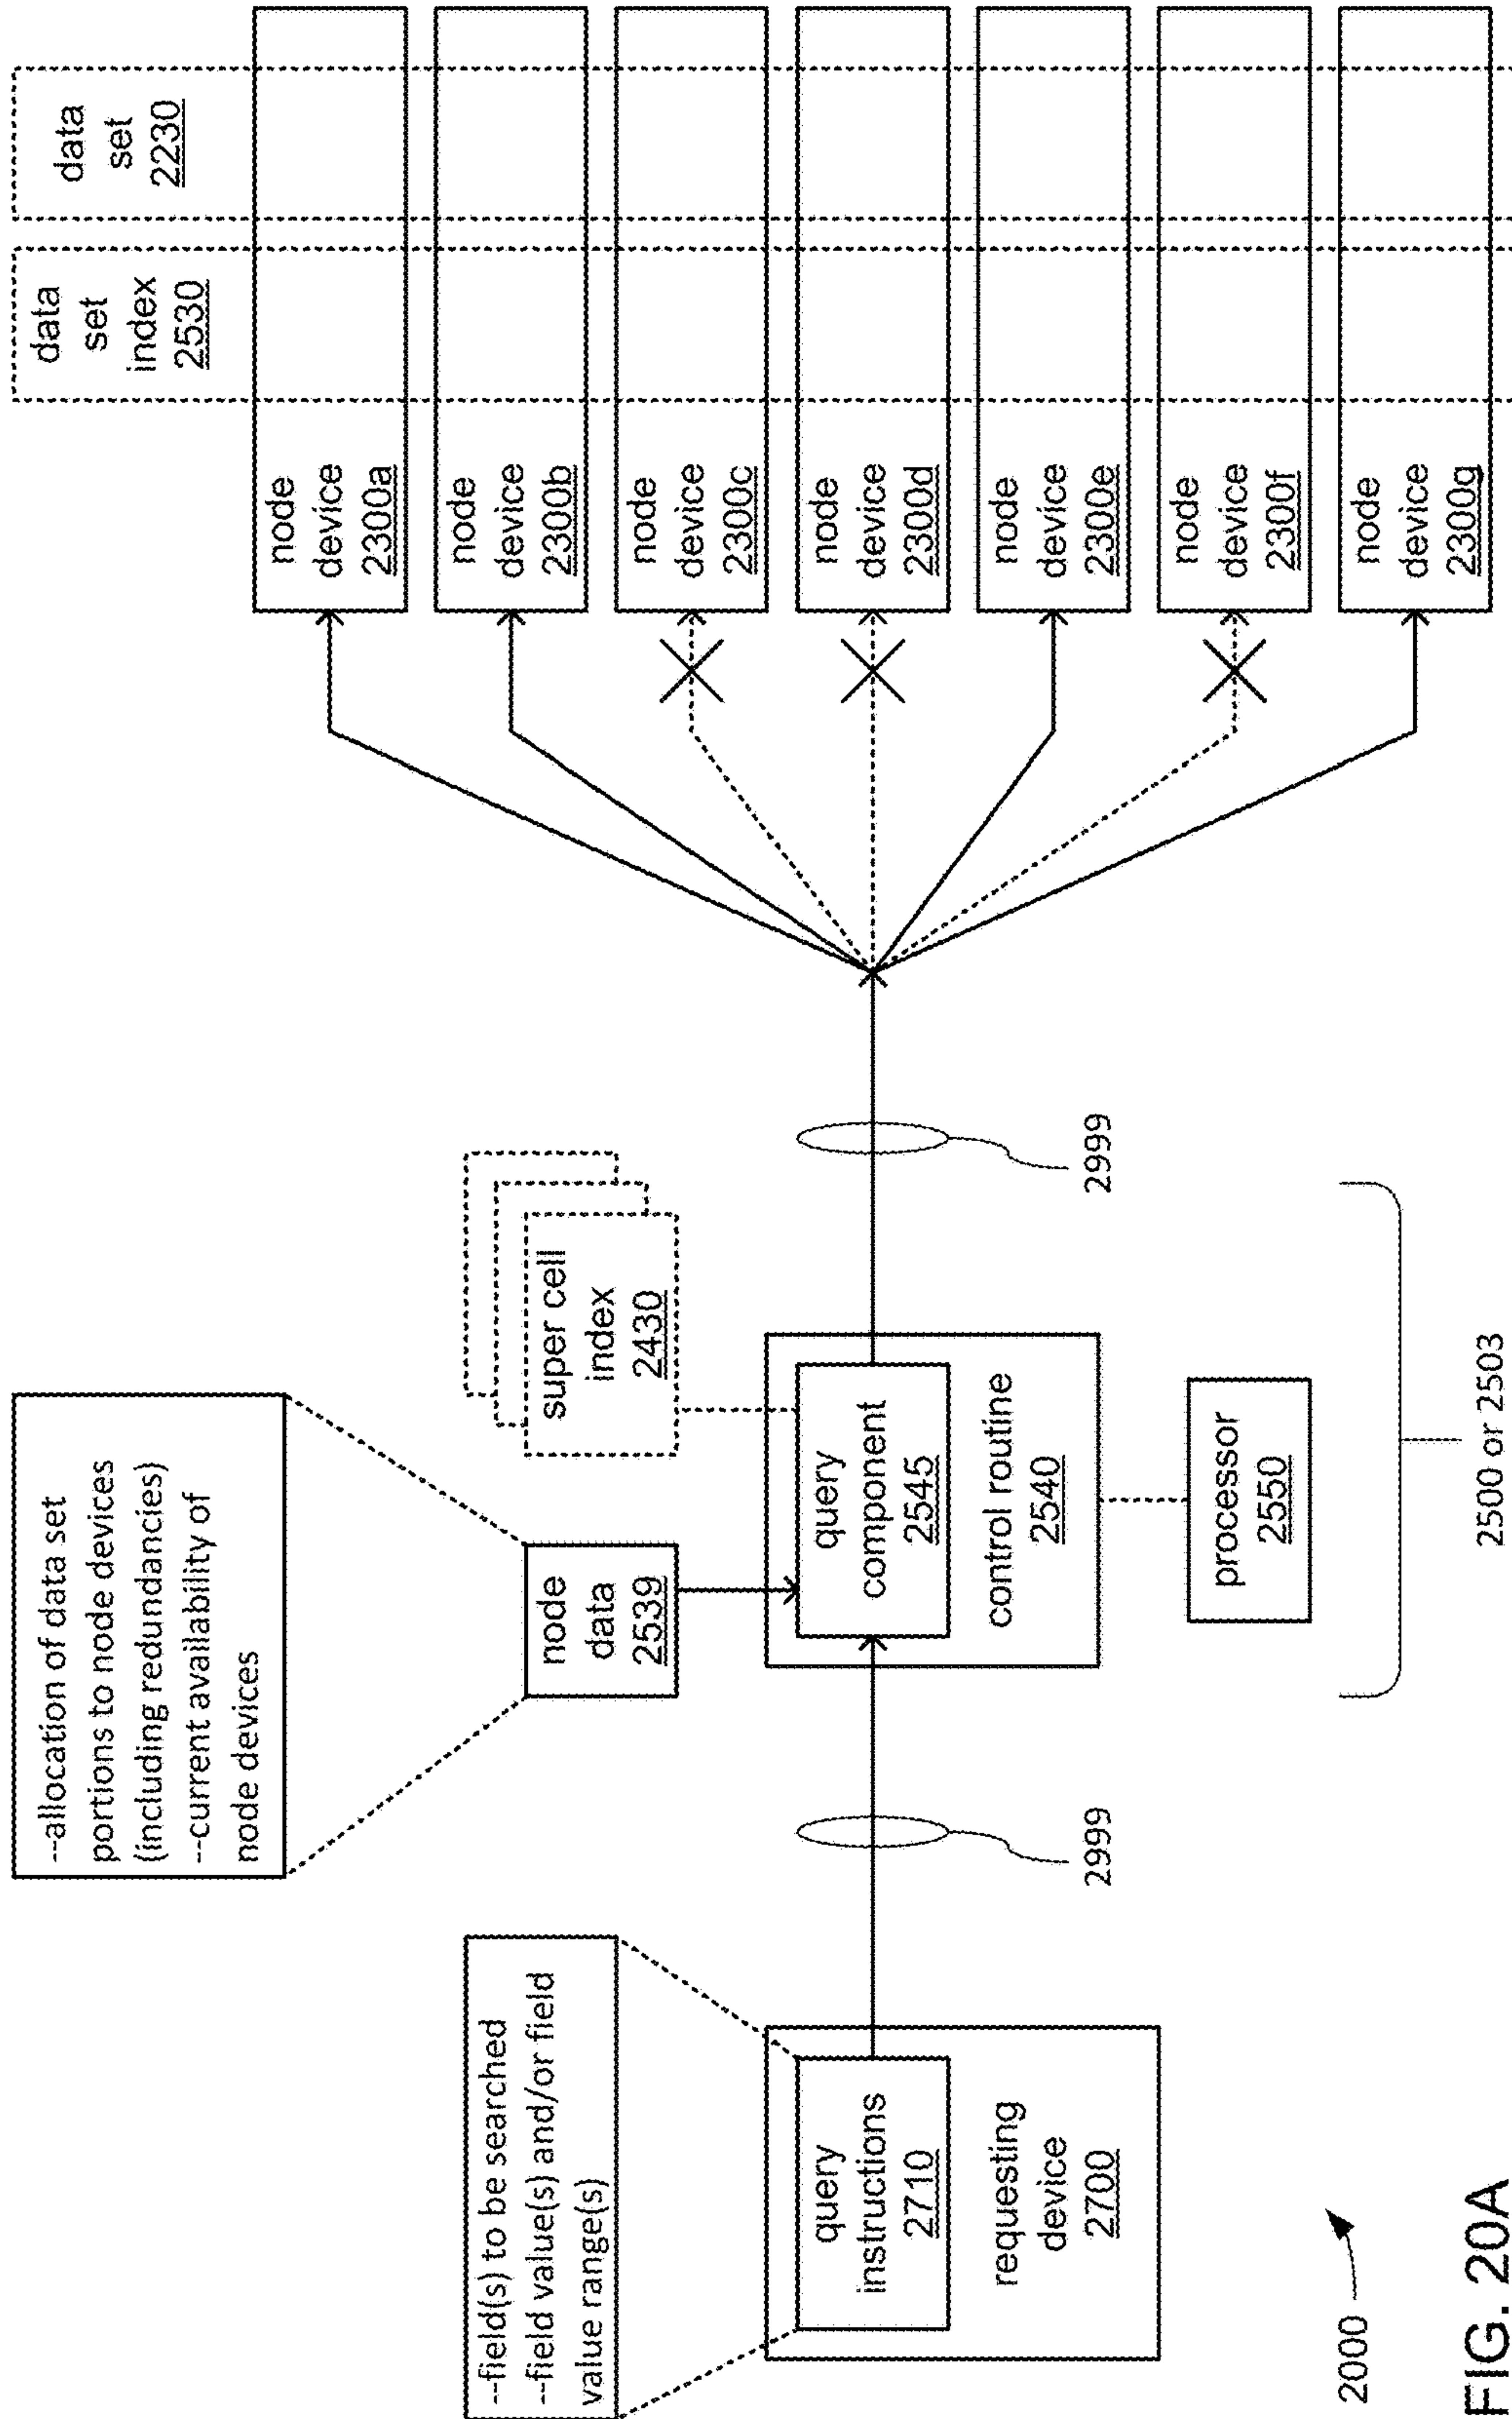 --field(s) to be searched
--field value(s) and/or field
value range(s)
query
instructions
2710
requesting
device
2700
2999
--allocation of data set
portions to node devices
(including redundancies)
--current availability of
node devices
node
data
2539
super cell
index
2430
query
component
2545
control routine
2540
processor
2550
2500 or 2503
2999
data
set
index
2530
data
set
2230
node
device
2300a
node
device
2300b
node
device
2300c
node
device
2300d
node
device
2300e
node
device
2300f
node
device
2300g
2000
FIG. 20A